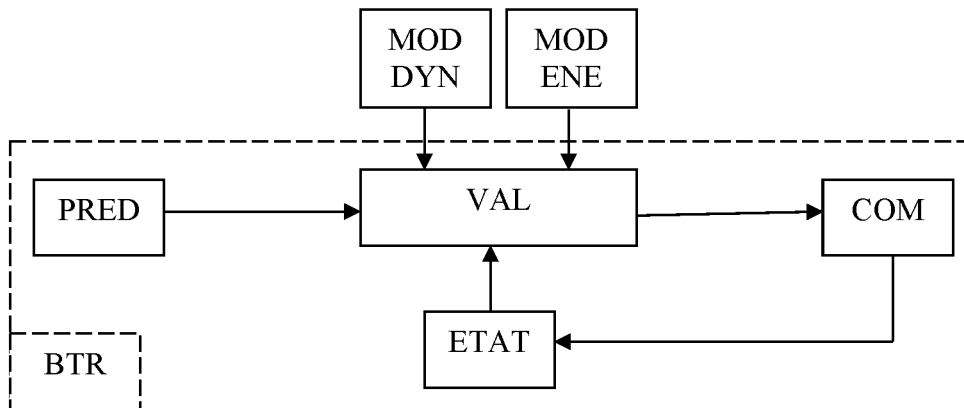 MOD
DYN
MOD
ENE
PRED
VAL
COM
ETAT
BTR